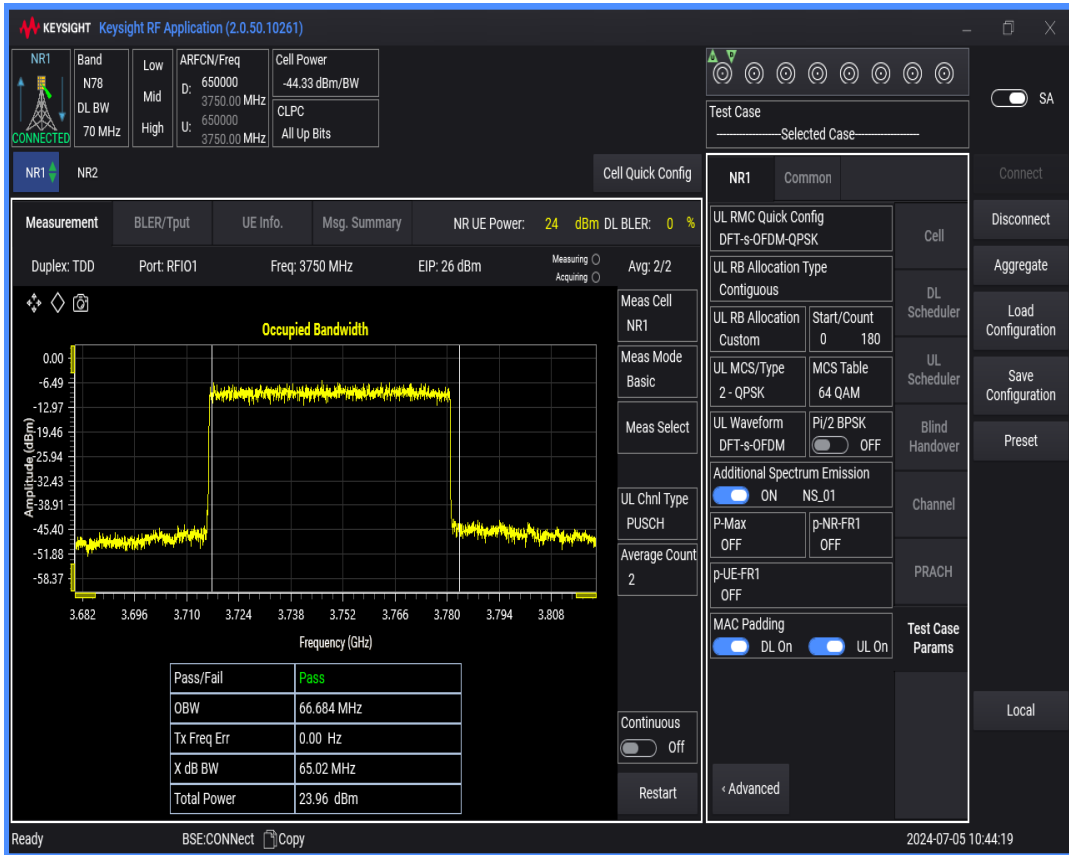 KEYSIGHT Keysight RF Application (2.0.50.10261)
NR1
CONNECTED
Band
N78
DL BW
70 MHz
Low
Mid
High
ARFCN/Freq
D: 650000
3750.00 MHz
U: 650000
3750.00 MHz
Cell Power
-44.33 dBm/BW
CLPC
All Up Bits
Test Case
--------------------Selected Case--------------------
SA
NR1
NR2
Cell Quick Config
Measurement
BLER/Tput
UE Info.
Msg. Summary
NR UE Power: 24 dBm DL BLER: 0 %
Duplex: TDD
Port: RFIO1
Freq: 3750 MHz
EIP: 26 dBm
Measuring
Acquiring
Avg: 2/2
Occupied Bandwidth
Amplitude (dBm)
0.00
-6.49
-12.97
-19.46
-25.94
-32.43
-38.91
-45.40
-51.88
-58.37
3.682 3.696 3.710 3.724 3.738 3.752 3.766 3.780 3.794 3.808
Frequency (GHz)
Pass/Fail Pass
OBW 66.684 MHz
Tx Freq Err 0.00 Hz
X dB BW 65.02 MHz
Total Power 23.96 dBm
Meas Cell
NR1
Meas Mode
Basic
Meas Select
UL Chnl Type
PUSCH
Average Count
2
Continuous
Off
Restart
NR1
Common
UL RMC Quick Config
DFT-s-OFDM-QPSK
UL RB Allocation Type
Contiguous
UL RB Allocation
Custom
Start/Count
0 180
UL MCS/Type
2 - QPSK
MCS Table
64 QAM
UL Waveform
DFT-s-OFDM
Pi/2 BPSK
OFF
Additional Spectrum Emission
ON NS_01
P-Max
OFF
p-NR-FR1
OFF
p-UE-FR1
OFF
MAC Padding
DL On
UL On
‹ Advanced
Cell
DL
Scheduler
UL
Scheduler
Blind
Handover
Channel
PRACH
Test Case
Params
Connect
Disconnect
Aggregate
Load
Configuration
Save
Configuration
Preset
Local
Ready
BSE:CONNect
Copy
2024-07-05 10:44:19